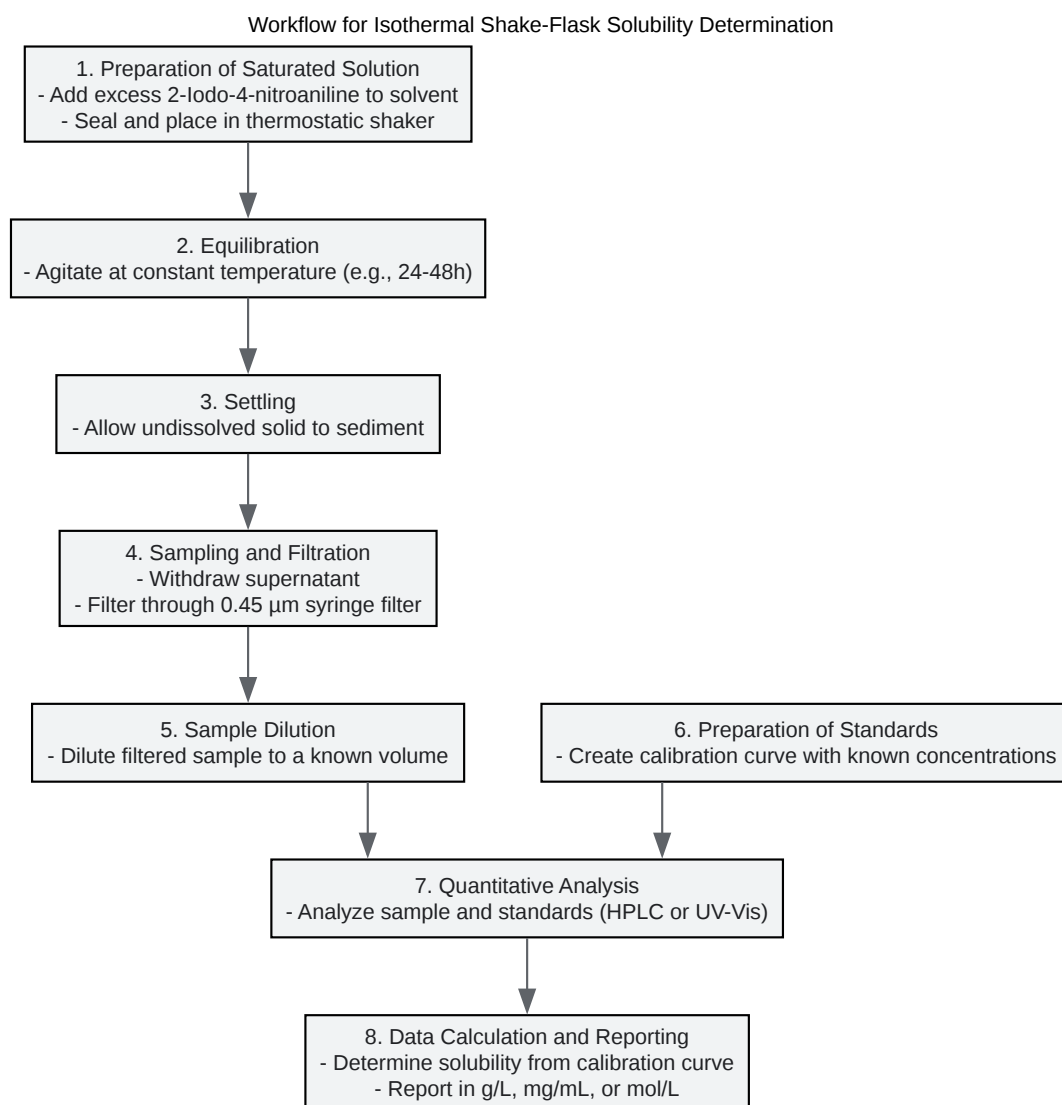 Workflow for Isothermal Shake-Flask Solubility Determination
1. Preparation of Saturated Solution
- Add excess 2-Iodo-4-nitroaniline to solvent
- Seal and place in thermostatic shaker
2. Equilibration
- Agitate at constant temperature (e.g., 24-48h)
3. Settling
- Allow undissolved solid to sediment
4. Sampling and Filtration
- Withdraw supernatant
- Filter through 0.45 µm syringe filter
5. Sample Dilution
- Dilute filtered sample to a known volume
6. Preparation of Standards
- Create calibration curve with known concentrations
7. Quantitative Analysis
- Analyze sample and standards (HPLC or UV-Vis)
8. Data Calculation and Reporting
- Determine solubility from calibration curve
- Report in g/L, mg/mL, or mol/L